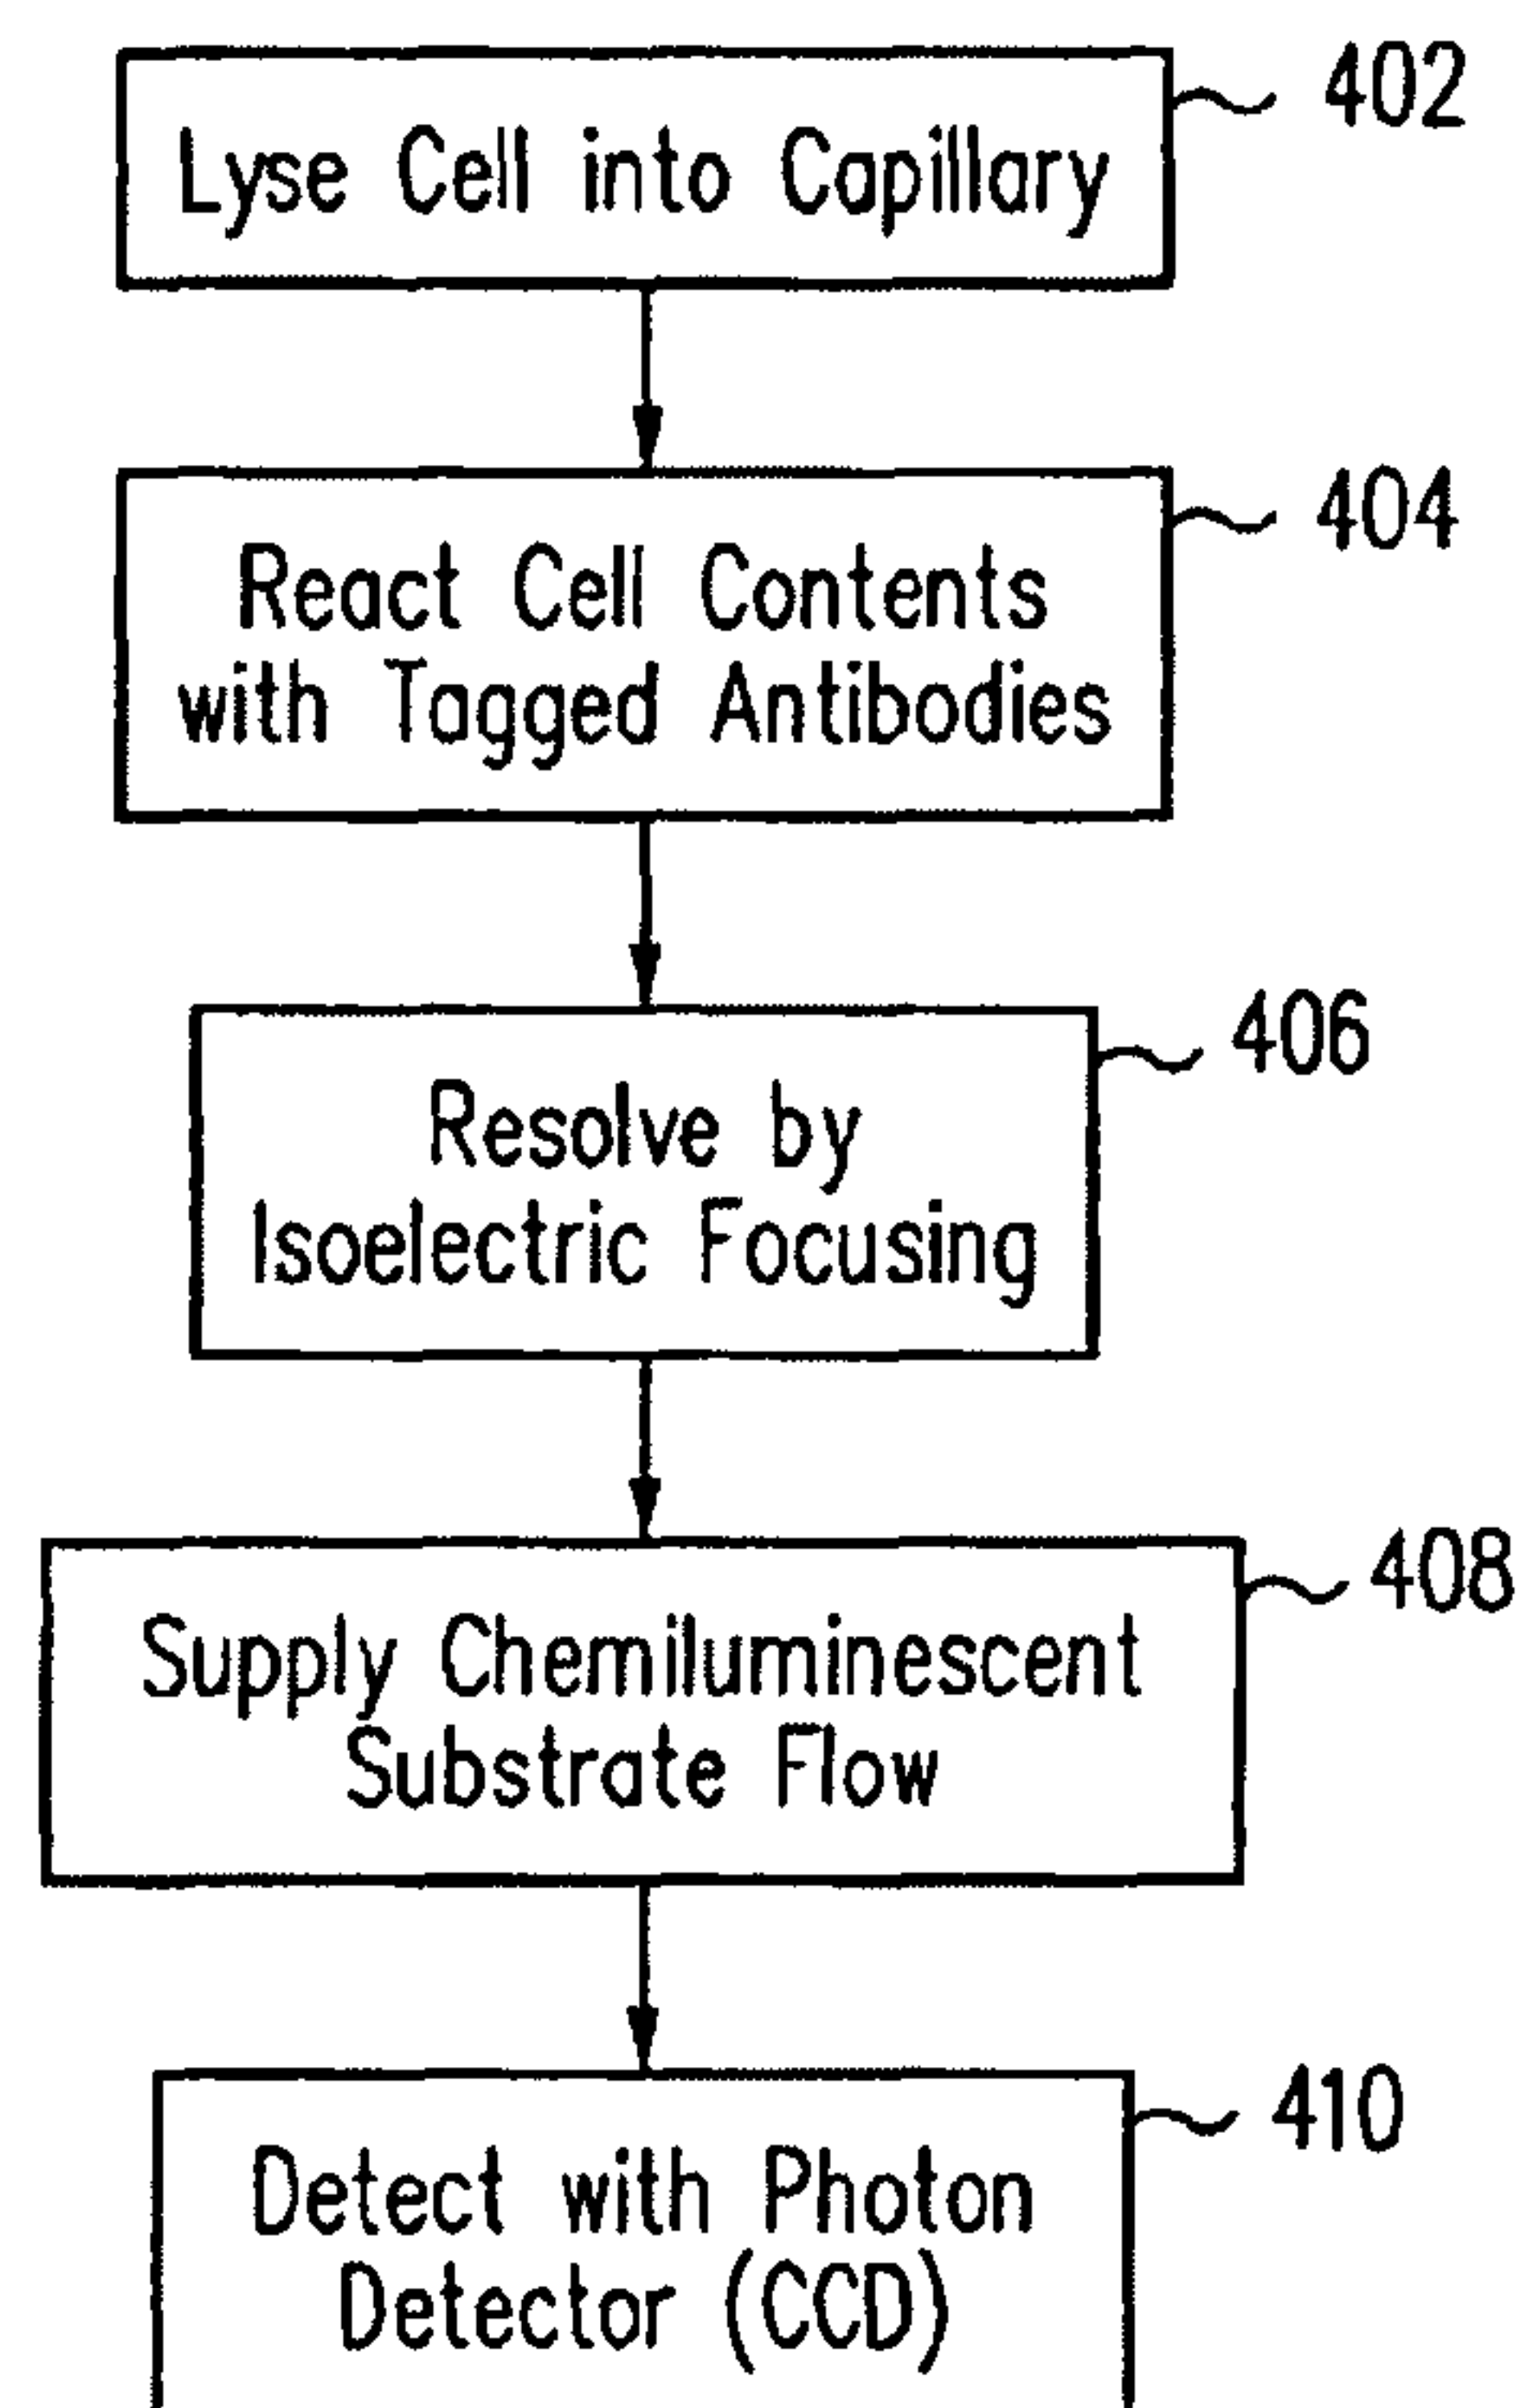 Lyse Cell into Capillary
402
React Cell Contents
with Tagged Antibodies
404
Resolve by
Isoelectric Focusing
406
Supply Chemiluminescent
Substrate Flow
408
Detect with Photon
Detector (CCD)
410